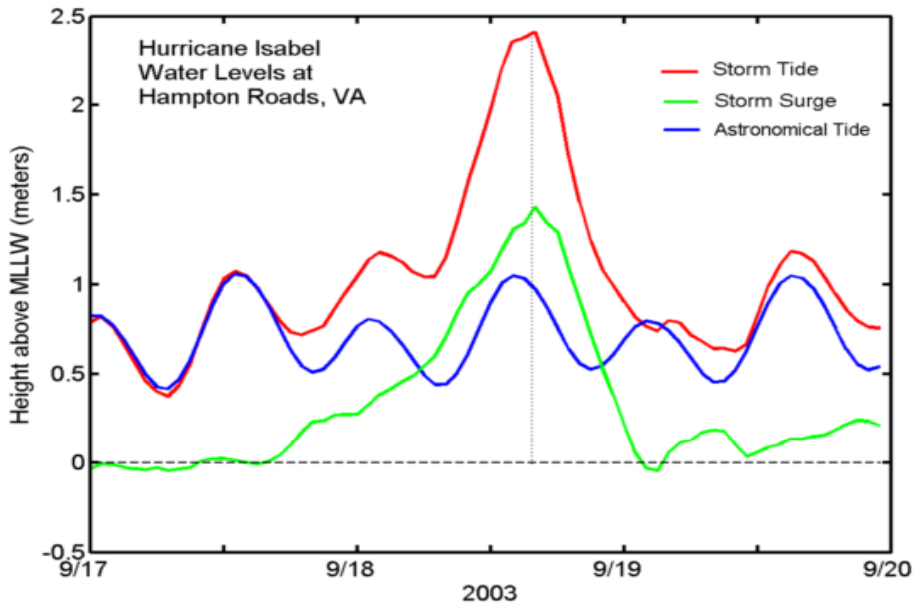 Hurricane Isabel
Water Levels at
Hampton Roads, VA
Storm Tide
Storm Surge
Astronomical Tide
Height above MLLW (meters)
2.5
2
1.5
1
0.5
0
-0.5
9/17
9/18
9/19
9/20
2003